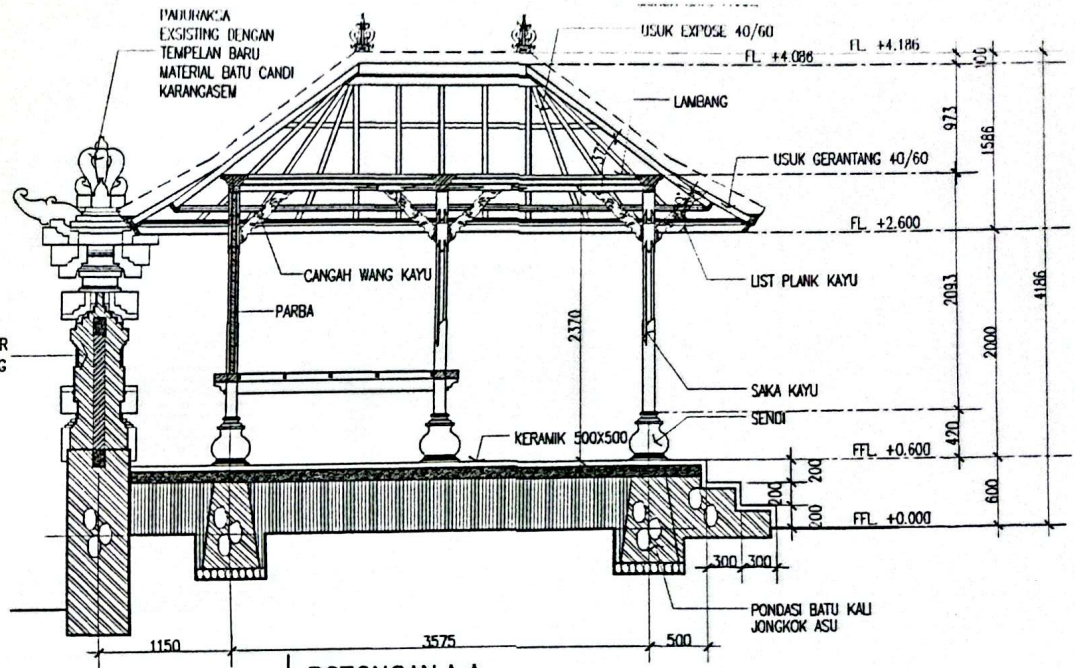 PADURAKSA
EXSISTING DENGAN
TEMPELAN BARU
MATERIAL BATU CANDI
KARANGASEM
USUK EXPOSE 40/60
FL +4.186
FL +4.086
100
LAMBANG
973
1586
37
USUK GERANTANG 40/60
FL +2.600
CANGAH WANG KAYU
LIST PLANK KAYU
PARBA
2370
2093
2000
4186
SAKA KAYU
SENDI
420
KERAMIK 500X500
FFL +0.600
200
200
200
600
FFL +0.000
300
300
PONDASI BATU KALI
JONGKOK ASU
1150
3575
500